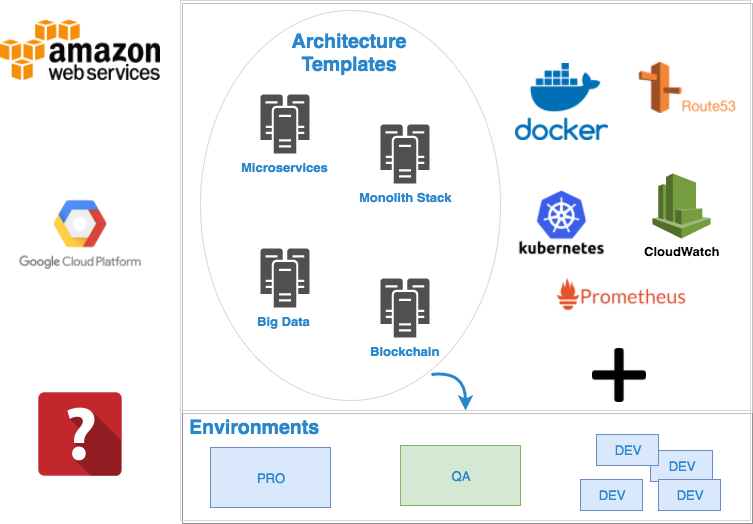 amazon
web services
Google Cloud Platform
?
Architecture
Templates
Microservices
Monolith Stack
Big Data
Blockchain
docker
Route53
kubernetes
CloudWatch
Prometheus
Environments
PRO
QA
DEV
DEV
DEV
DEV